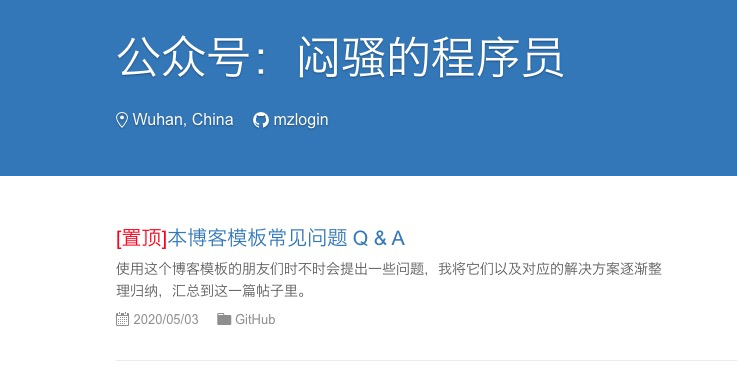 公众号：闷骚的程序员
Wuhan, China mzlogin
[置顶]本博客模板常见问题 Q & A
使用这个博客模板的朋友们时不时会提出一些问题，我将它们以及对应的解决方案逐渐整
理归纳，汇总到这一篇帖子里。
2020/05/03 GitHub